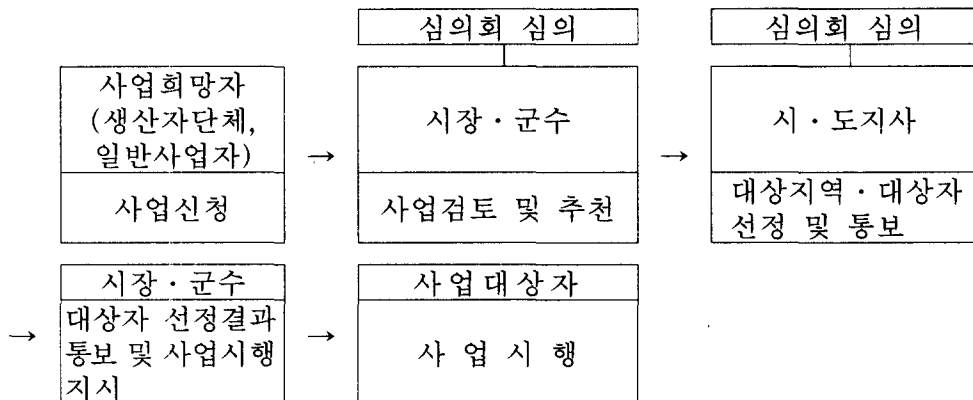 심의회 심의
심의회 심의
사업희망자
(생산자단체,
일반사업자)
사업신청
→
시장·군수
사업검토 및 추천
→
시·도지사
대상지역·대상자
선정 및 통보
→
시장·군수
대상자 선정결과
통보 및 사업시행
지시
→
사업대상자
사 업 시 행